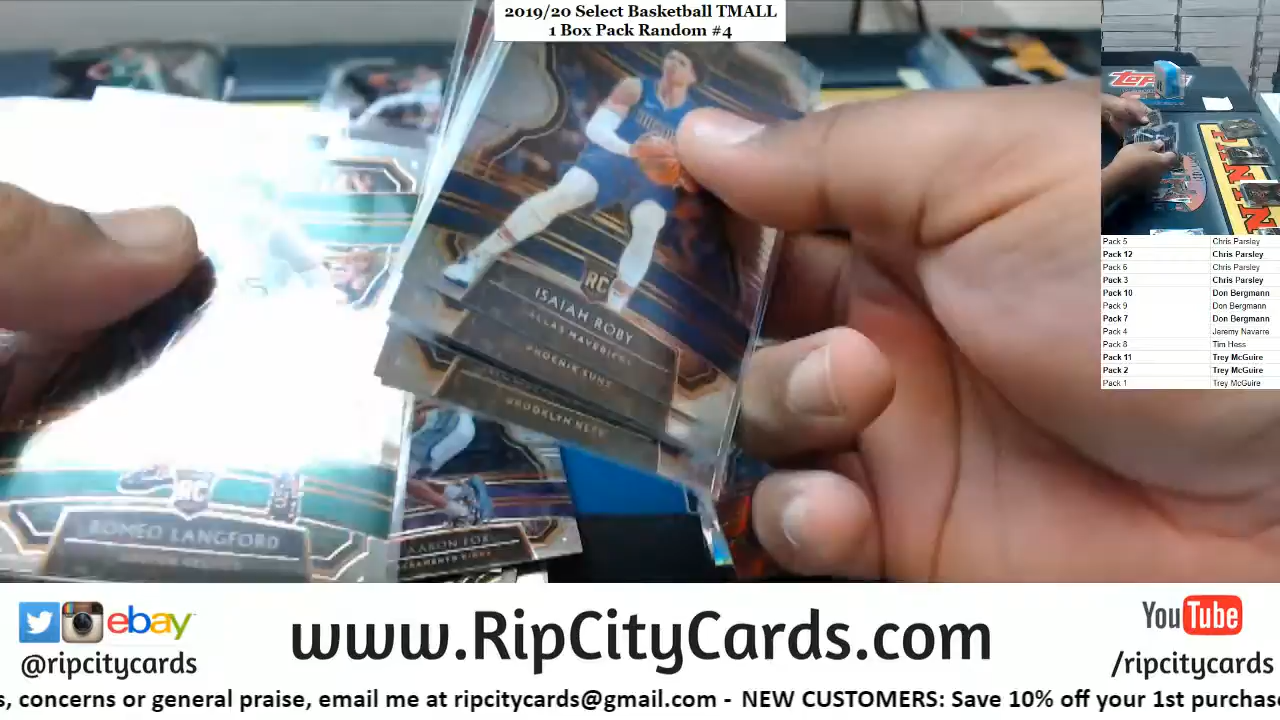 2019/20 Select Basketball TMALL
1 Box Pack Random #4
TOPPS
Pack 5 Chris Parsley
Pack 12 Chris Parsley
Pack 6 Chris Parsley
Pack 3 Chris Parsley
Pack 10 Don Bergmann
Pack 9 Don Bergmann
Pack 7 Don Bergmann
Pack 4 Jeremy Navarre
Pack 8 Tim Hess
Pack 11 Trey McGuire
Pack 2 Trey McGuire
Pack 1 Trey McGuire
RC
ISAIAH ROBY
DALLAS MAVERICKS
PHOENIX SUNS
BROOKLYN NETS
RC
ROMEO LANGFORD
AARON FOX
SACRAMENTO KINGS
ebay
@ripcitycards
www.RipCityCards.com
YouTube
/ripcitycards
s, concerns or general praise, email me at ripcitycards@gmail.com - NEW CUSTOMERS: Save 10% off your 1st purchase